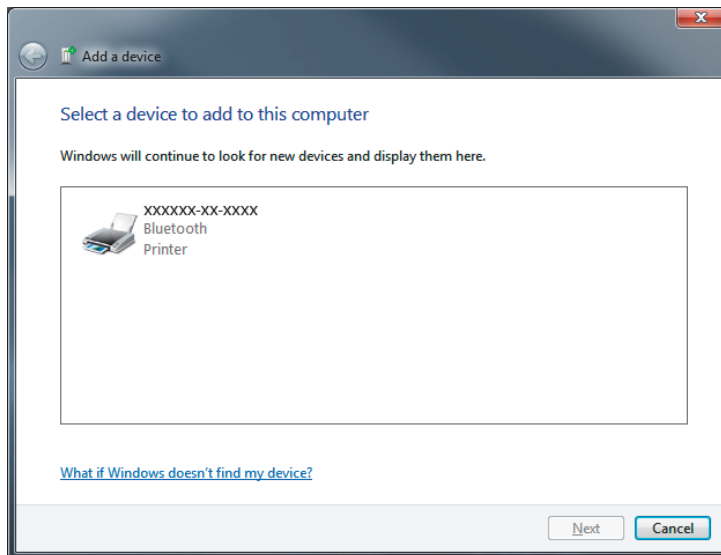 Add a device
Select a device to add to this computer
Windows will continue to look for new devices and display them here.
XXXXXX-XX-XXXX
Bluetooth
Printer
What if Windows doesn't find my device?
Next
Cancel